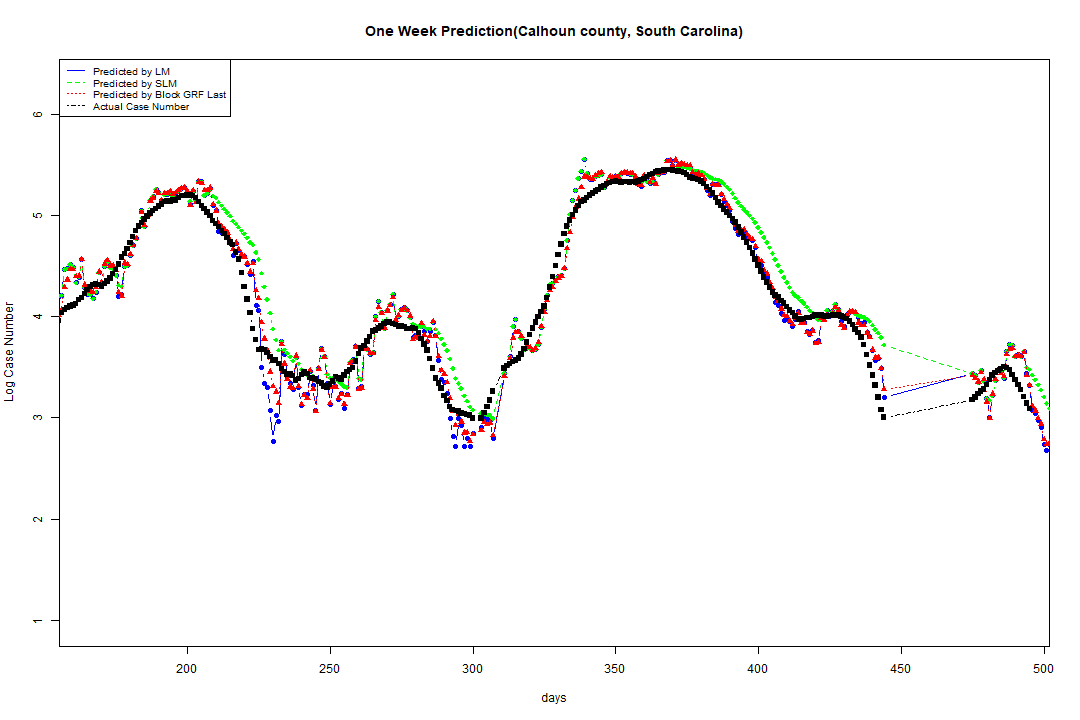 One Week Prediction(Calhoun county, South Carolina)
Predicted by LM
Predicted by SLM
Predicted by Block GRF Last
Actual Case Number
Log Case Number
6
5
4
3
2
1
200 250 300 350 400 450 500
days